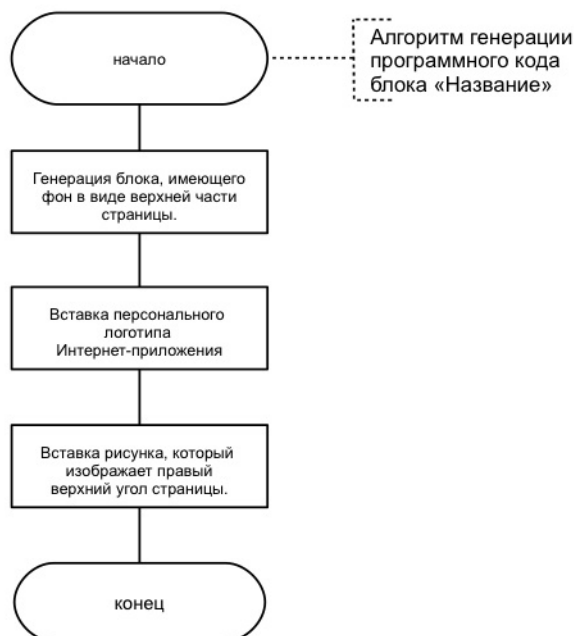 начало
Алгоритм генерации
программного кода
блока «Название»
Генерация блока, имеющего
фон в виде верхней части
страницы.
Вставка персонального
логотипа
Интернет-приложения
Вставка рисунка, который
изображает правый
верхний угол страницы.
конец